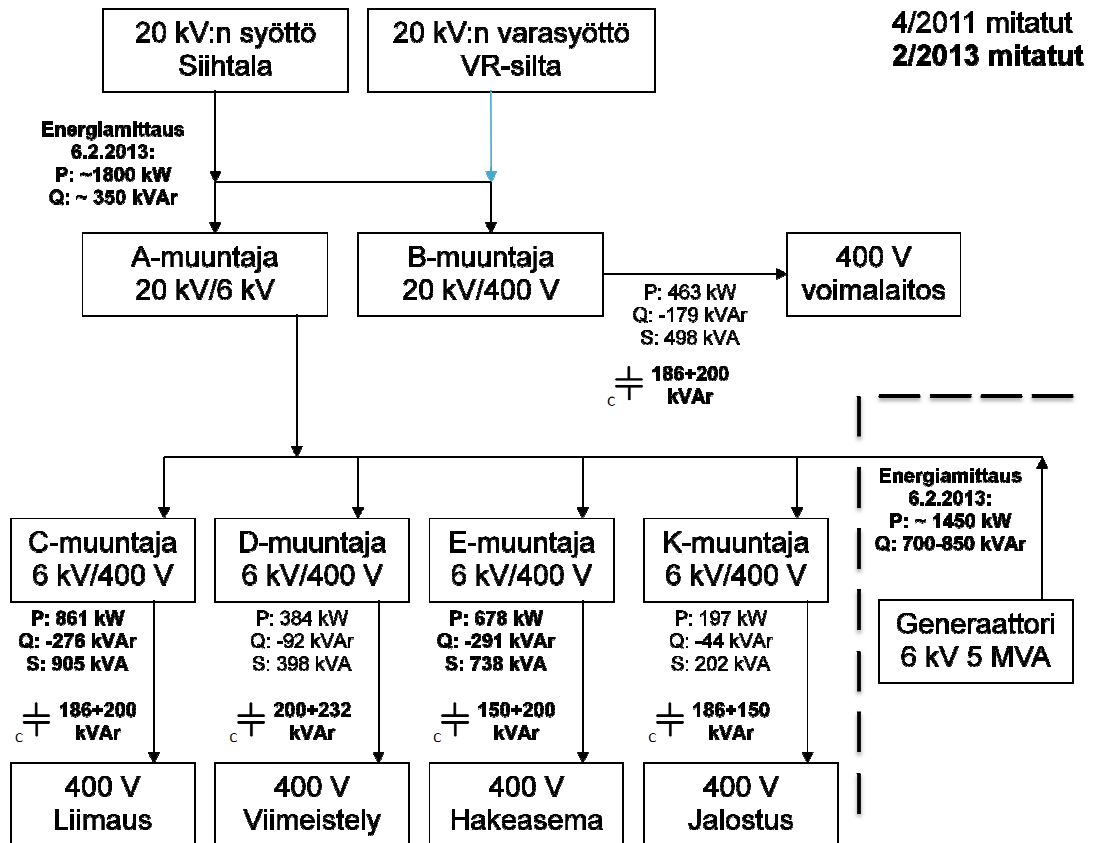 20 kV:n syöttö
Siihtala
20 kV:n varasyöttö
VR-silta
4/2011 mitatut
2/2013 mitatut
Energiamittaus
6.2.2013:
P: ~1800 kW
Q: ~ 350 kVAr
A-muuntaja
20 kV/6 kV
B-muuntaja
20 kV/400 V
400 V
voimalaitos
P: 463 kW
Q: -179 kVAr
S: 498 kVA
C
186+200
kVAr
Energiamittaus
6.2.2013:
P: ~ 1450 kW
Q: 700-850 kVAr
C-muuntaja
6 kV/400 V
D-muuntaja
6 kV/400 V
E-muuntaja
6 kV/400 V
K-muuntaja
6 kV/400 V
Generaattori
6 kV 5 MVA
P: 861 kW
Q: -276 kVAr
S: 905 kVA
P: 384 kW
Q: -92 kVAr
S: 398 kVA
P: 678 kW
Q: -291 kVAr
S: 738 kVA
P: 197 kW
Q: -44 kVAr
S: 202 kVA
C
186+200
kVAr
C
200+232
kVAr
C
150+200
kVAr
C
186+150
kVAr
400 V
Liimaus
400 V
Viimeistely
400 V
Hakeasema
400 V
Jalostus